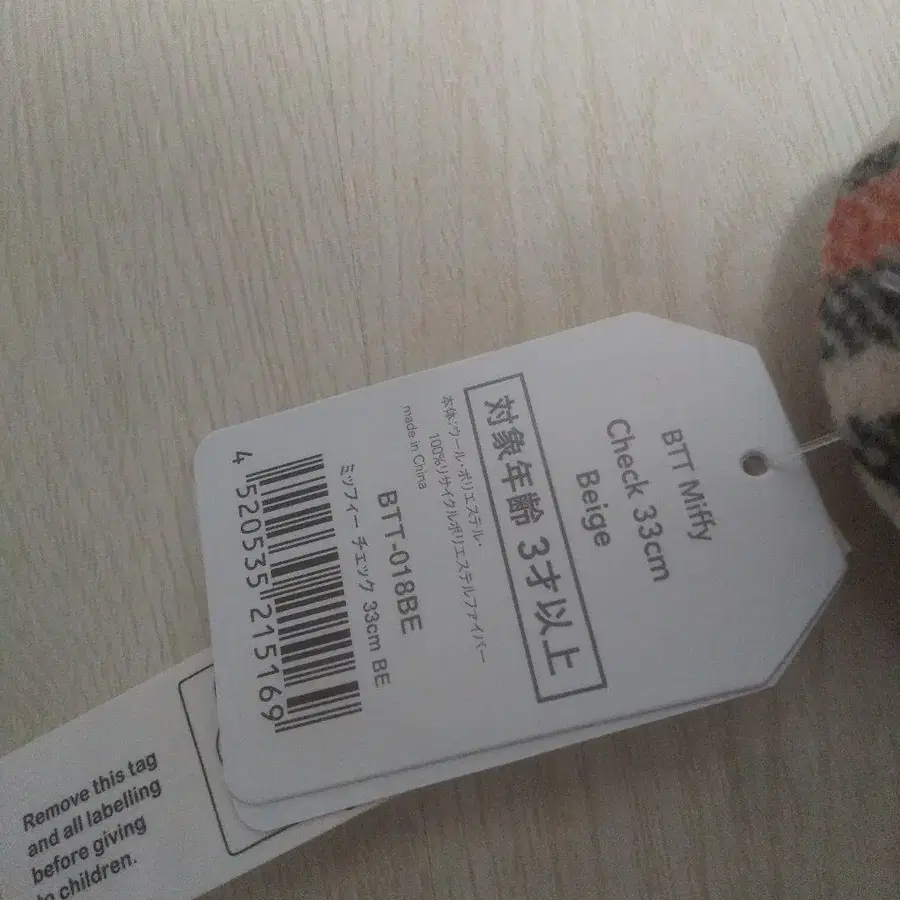 BTT Miffy
Check 33cm
Beige
対象年齢 3才以上
本体:ウール・ポリエステル・
100%リサイクルポリエステルファイバー
made in China
BTT-018BE
ミッフィー チェック 33cm BE
4 520535 215169
Remove this tag
and all labelling
before giving
to children.